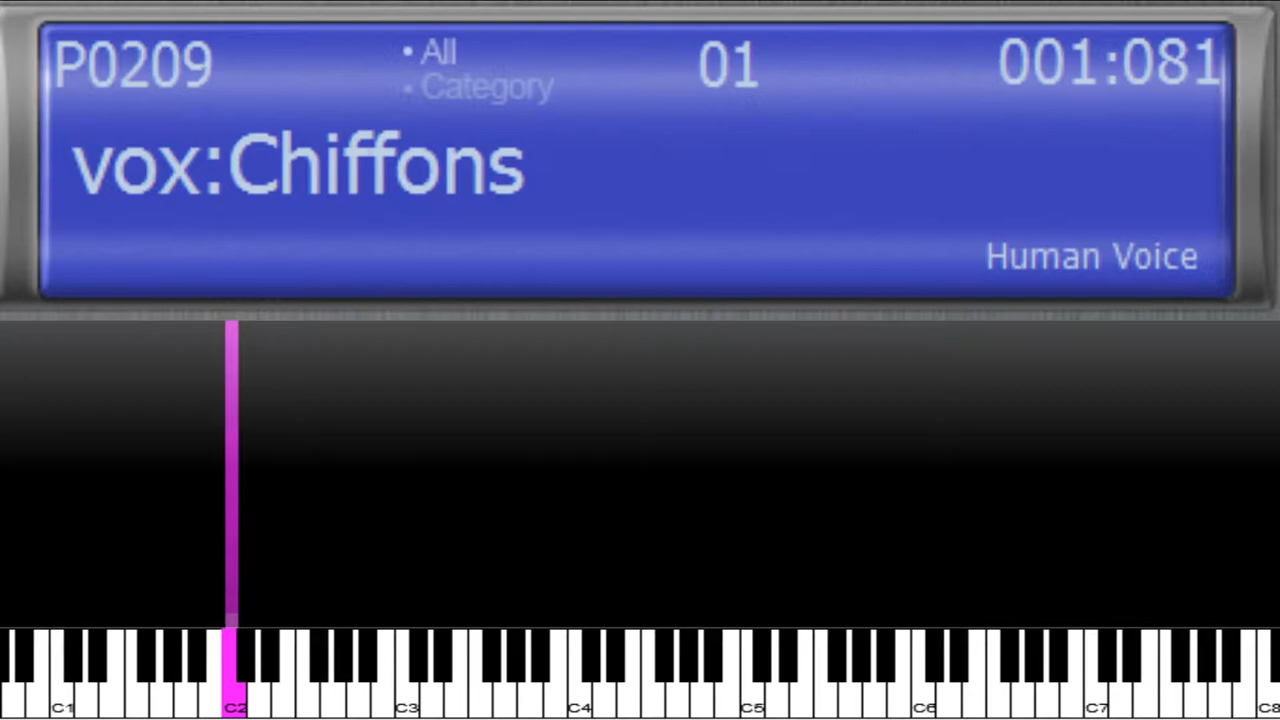 P0209
• All
• Category
01
001:081
vox:Chiffons
Human Voice
C1 C2 C3 C4 C5 C6 C7 C8